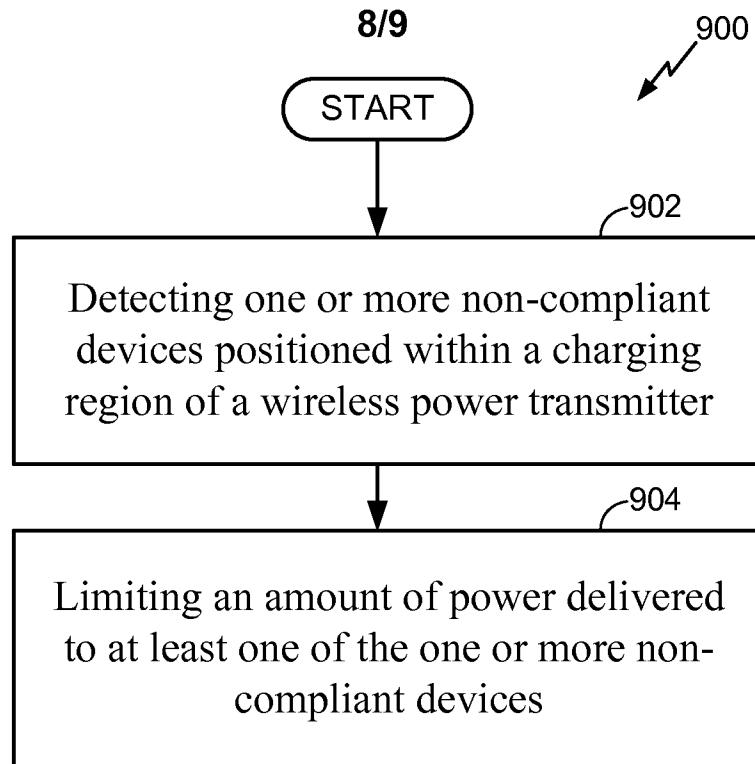 8/9
900
START
902
Detecting one or more non-compliant
devices positioned within a charging
region of a wireless power transmitter
904
Limiting an amount of power delivered
to at least one of the one or more non-
compliant devices